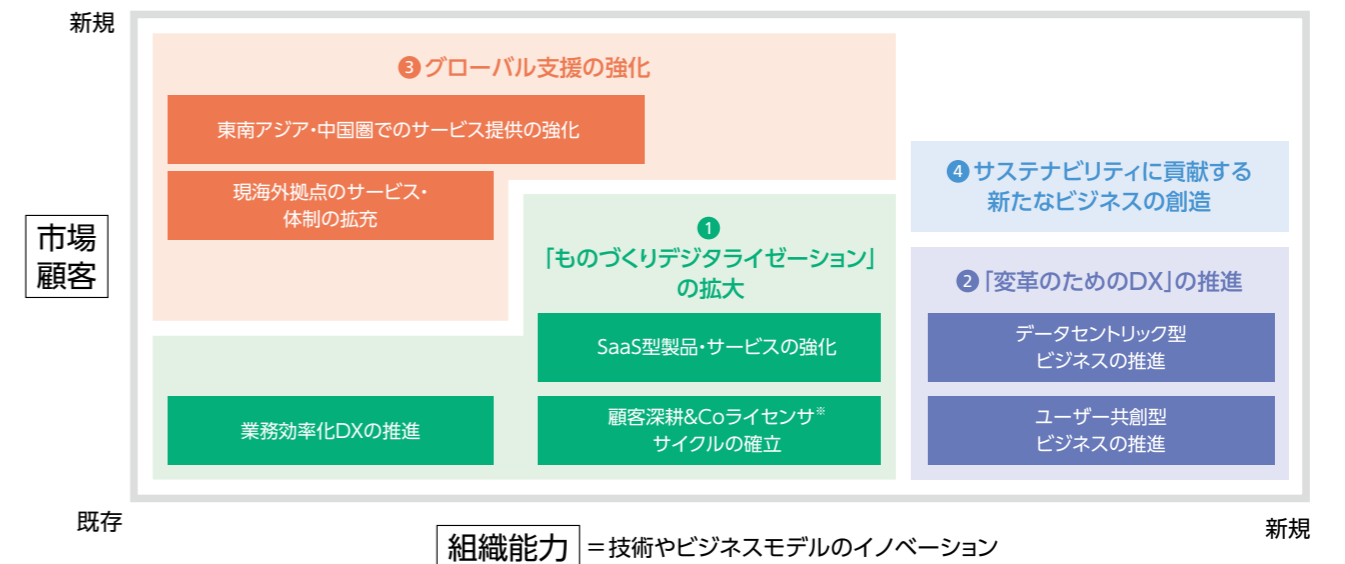 新規
❸グローバル支援の強化
東南アジア・中国圏でのサービス提供の強化
現海外拠点のサービス・
体制の拡充
❹サステナビリティに貢献する
新たなビジネスの創造
市場
顧客
❶
「ものづくりデジタライゼーション」
の拡大
SaaS型製品・サービスの強化
業務効率化DXの推進
顧客深耕&Coライセンサ※
サイクルの確立
❷「変革のためのDX」の推進
データセントリック型
ビジネスの推進
ユーザー共創型
ビジネスの推進
既存
組織能力 =技術やビジネスモデルのイノベーション
新規